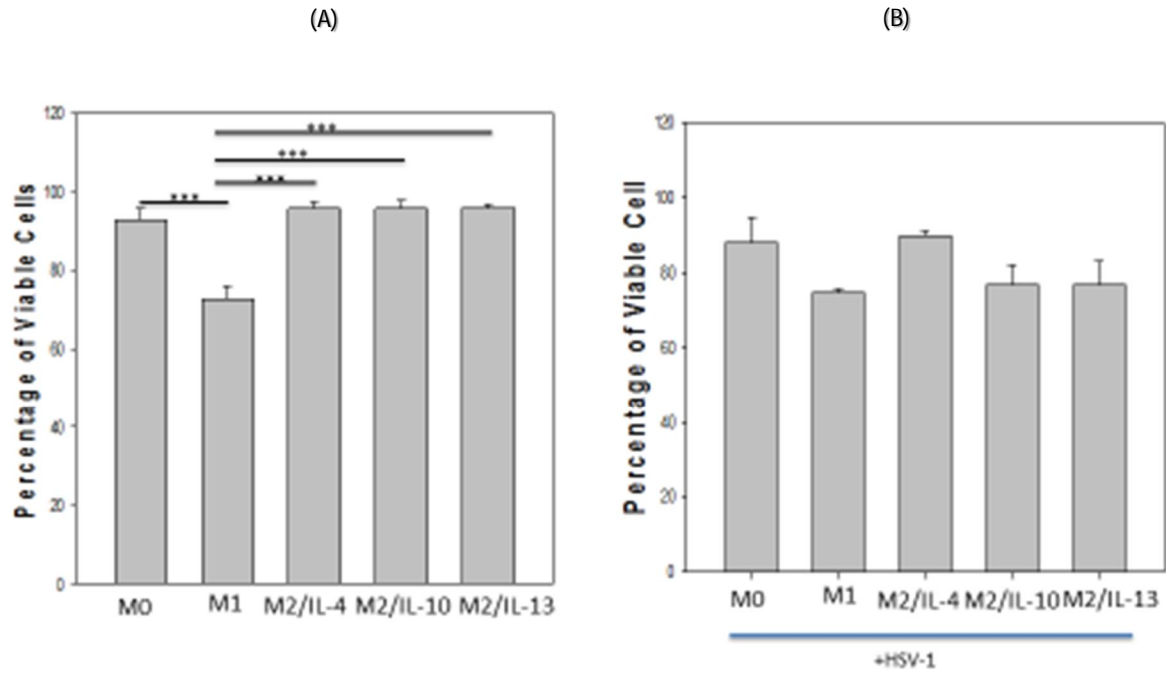 (A)
Percentage of Viable Cells
120
100
80
60
40
20
0
***
***
***
***
M0 M1 M2/IL-4 M2/IL-10 M2/IL-13
(B)
Percentage of Viable Cell
120
100
80
60
40
20
0
M0 M1 M2/IL-4 M2/IL-10 M2/IL-13
+HSV-1